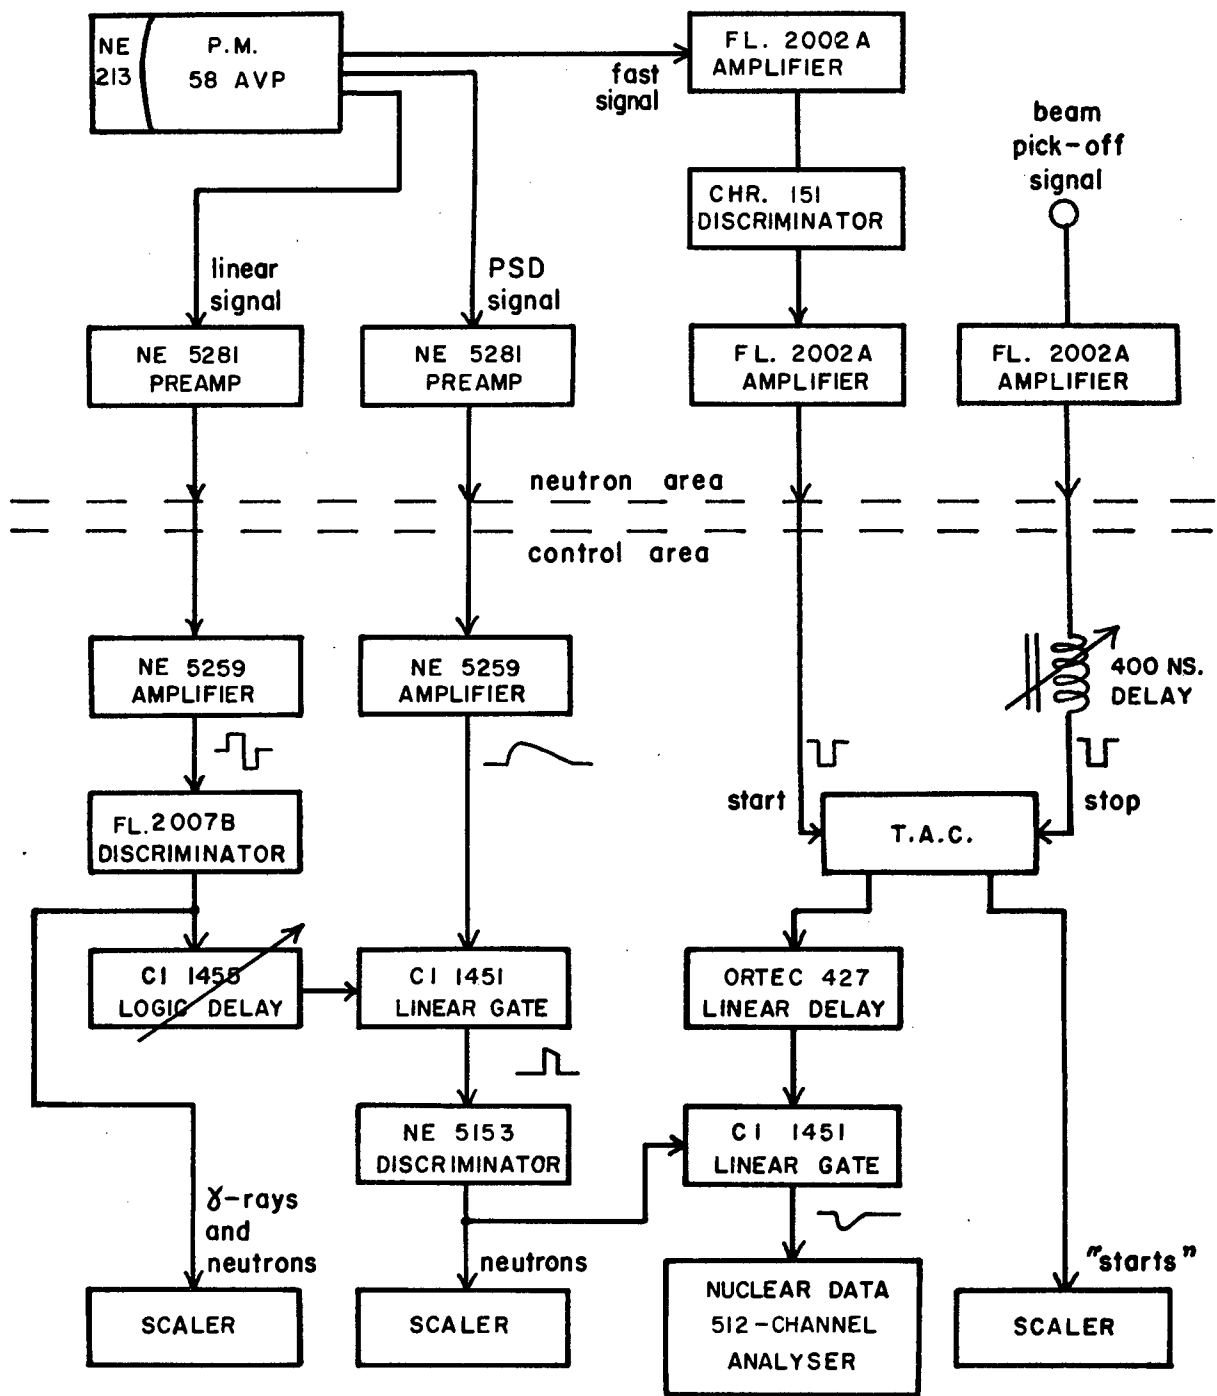 NE
213
P.M.
58 AVP
fast
signal
FL. 2002A
AMPLIFIER
beam
pick-off
signal
CHR. 151
DISCRIMINATOR
linear
signal
PSD
signal
NE 5281
PREAMP
NE 5281
PREAMP
FL. 2002A
AMPLIFIER
FL. 2002A
AMPLIFIER
neutron area
control area
NE 5259
AMPLIFIER
NE 5259
AMPLIFIER
400 NS.
DELAY
start
stop
T.A.C.
FL. 2007B
DISCRIMINATOR
CI 1455
LOGIC DELAY
CI 1451
LINEAR GATE
ORTEC 427
LINEAR DELAY
NE 5153
DISCRIMINATOR
CI 1451
LINEAR GATE
γ-rays
and
neutrons
neutrons
"starts"
SCALER
SCALER
NUCLEAR DATA
512-CHANNEL
ANALYSER
SCALER